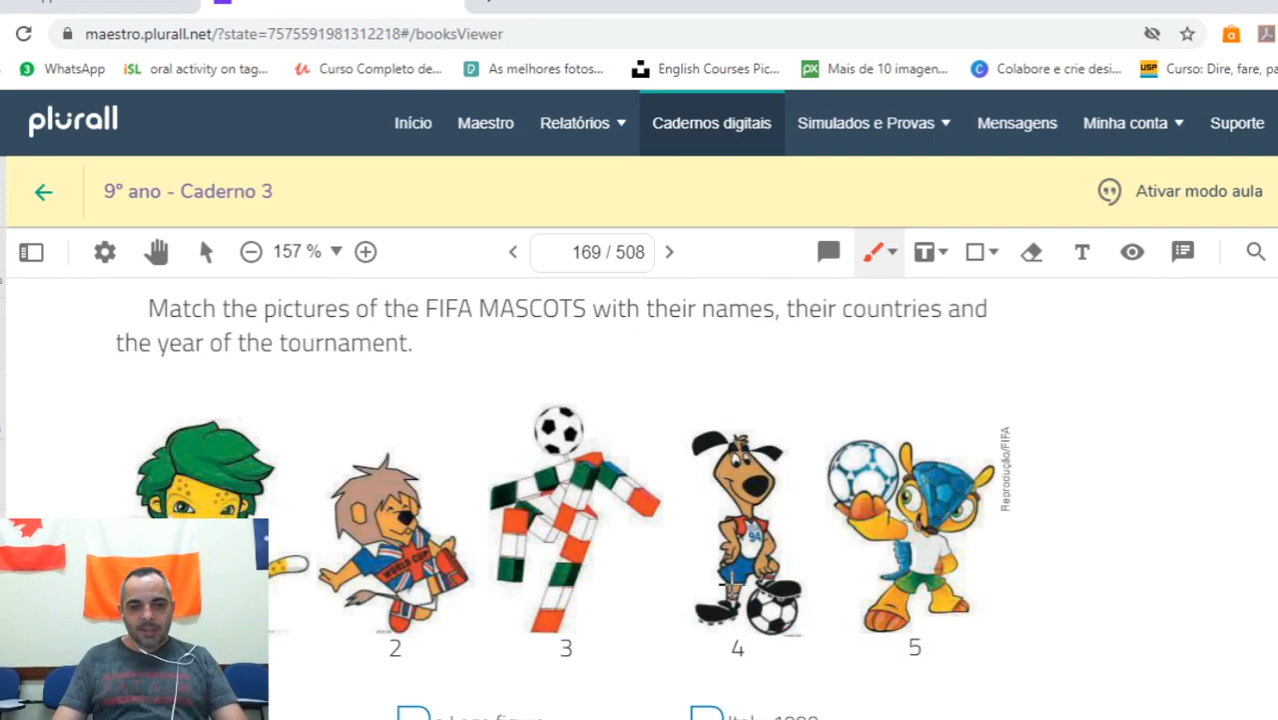 maestro.plurall.net/?state=7575591981312218#/booksViewer
3 WhatsApp iSL oral activity on tag... Curso Completo de... As melhores fotos... English Courses Pic... px Mais de 10 imagen... Colabore e crie desi... USP Curso: Dire, fare, pa
plurall Início Maestro Relatórios Cadernos digitais Simulados e Provas Mensagens Minha conta Suporte
9º ano - Caderno 3 Ativar modo aula
157 % 169 / 508 T T
Match the pictures of the FIFA MASCOTS with their names, their countries and
the year of the tournament.
Reprodução/FIFA
WORLD CUP
94
2 3 4 5